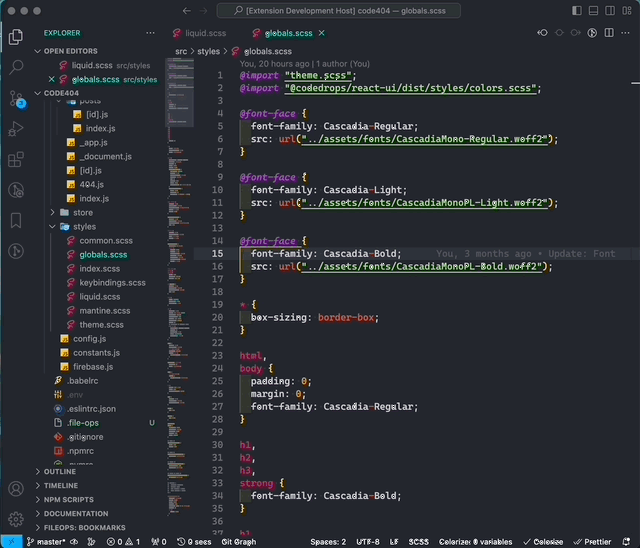 [Extension Development Host] code404 — globals.scss
EXPLORER
liquid.scss
globals.scss
src > styles > globals.scss
OPEN EDITORS
liquid.scss src/styles
globals.scss src/styles
CODE404
posts
[id].js
index.js
_app.js
_document.js
[id].js
404.js
index.js
store
styles
common.scss
globals.scss
index.scss
keybindings.scss
liquid.scss
mantine.scss
theme.scss
config.js
constants.js
firebase.js
.babelrc
.env
.eslintrc.json
.file-ops U
.gitignore
.npmrc
OUTLINE
TIMELINE
NPM SCRIPTS
DOCUMENTATION
FILEOPS: BOOKMARKS
You, 20 hours ago | 1 author (You)
1 @import "theme.scss";
2 @import "@codedrops/react-ui/dist/styles/colors.scss";
3
4 @font-face {
5 font-family: Cascadia-Regular;
6 src: url("../assets/fonts/CascadiaMono-Regular.woff2");
7 }
8
9 @font-face {
10 font-family: Cascadia-Light;
11 src: url("../assets/fonts/CascadiaMonoPL-Light.woff2");
12 }
13
14 @font-face {
15 font-family: Cascadia-Bold; You, 3 months ago • Update: Font
16 src: url("../assets/fonts/CascadiaMonoPL-Bold.woff2");
17 }
18
19 * {
20 box-sizing: border-box;
21 }
22
23 html,
24 body {
25 padding: 0;
26 margin: 0;
27 font-family: Cascadia-Regular;
28 }
29
30 h1,
31 h2,
32 h3,
33 strong {
34 font-family: Cascadia-Bold;
35 }
36
37
master* 0 1 0 9 secs Git Graph Spaces: 2 UTF-8 LF SCSS Colorize: 0 variables Colonize Prettier